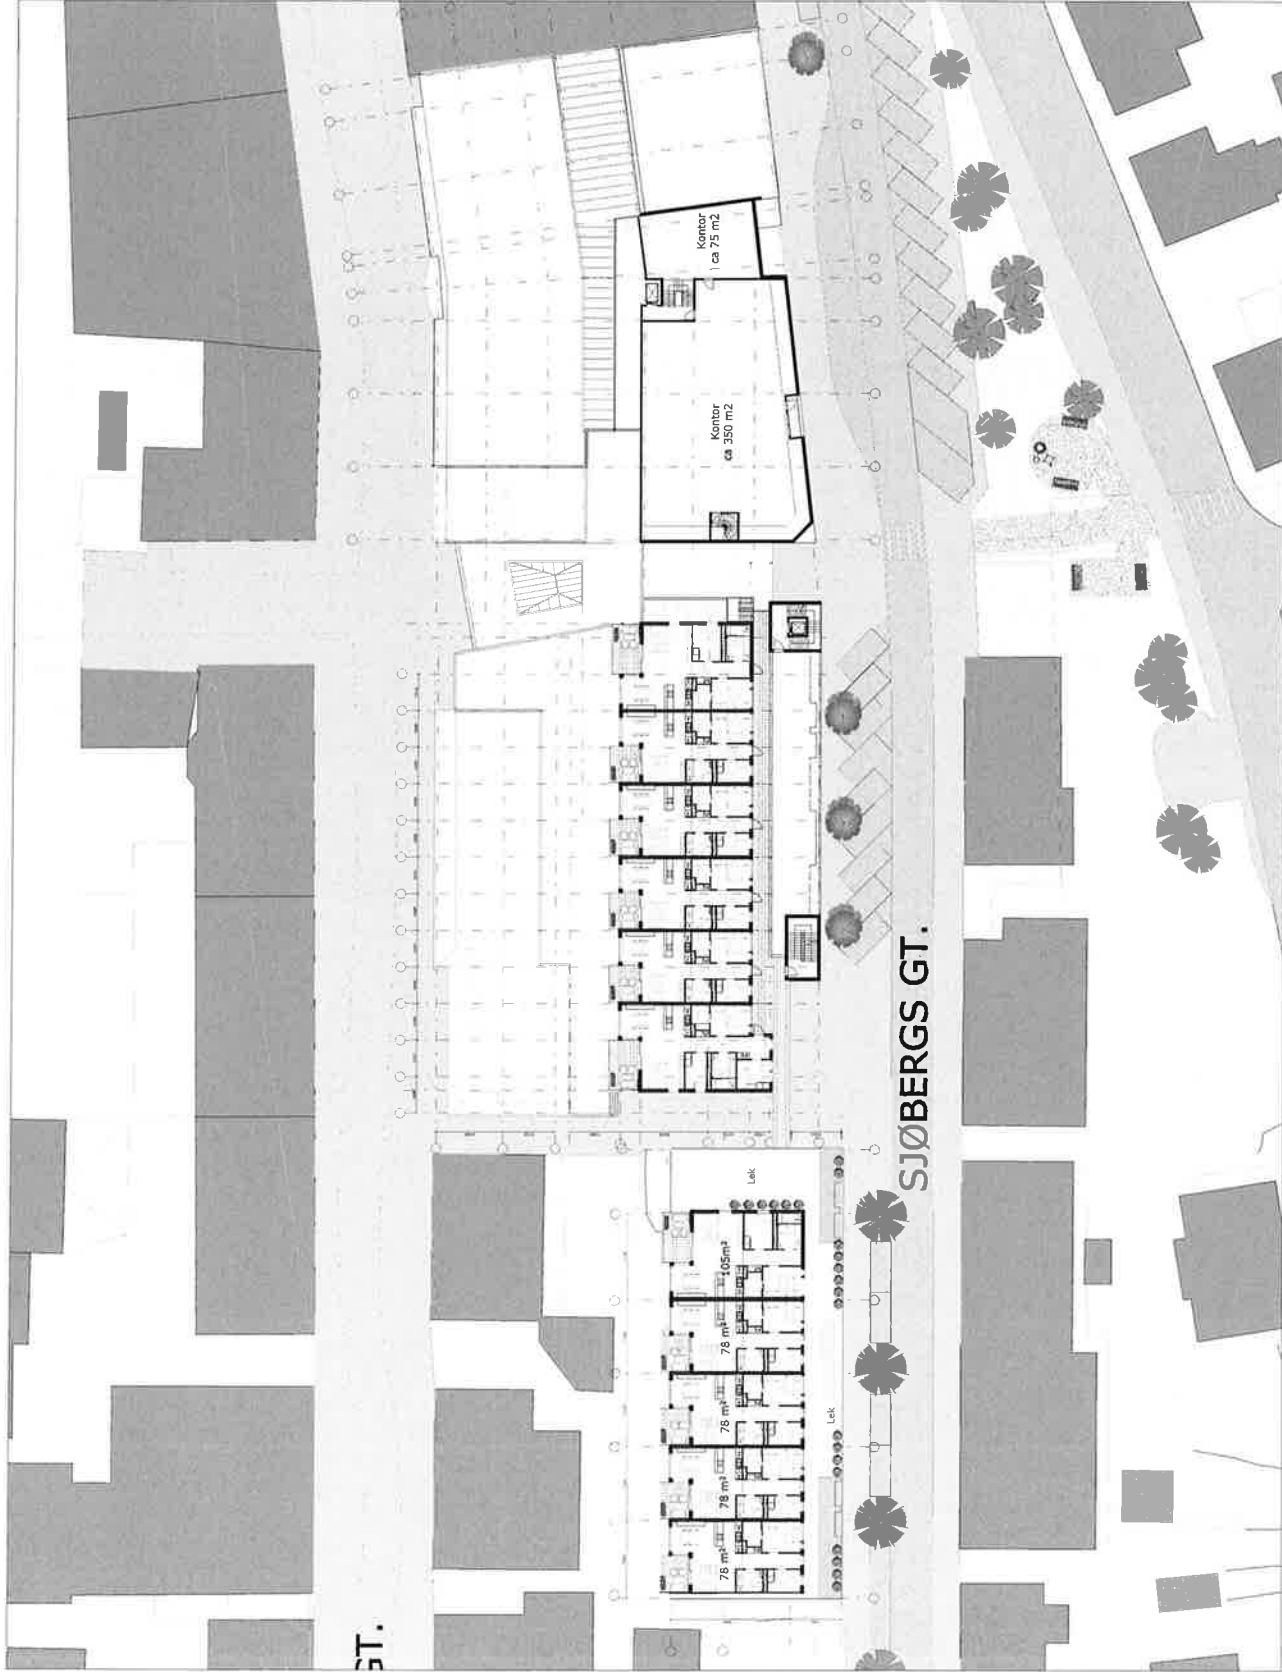 Kontor
ca 75 m2
Kontor
ca 350 m2
SJØBERGS GT.
Lek
105m²
78 m²
78 m²
Lek
78 m²
78 m²
GT.